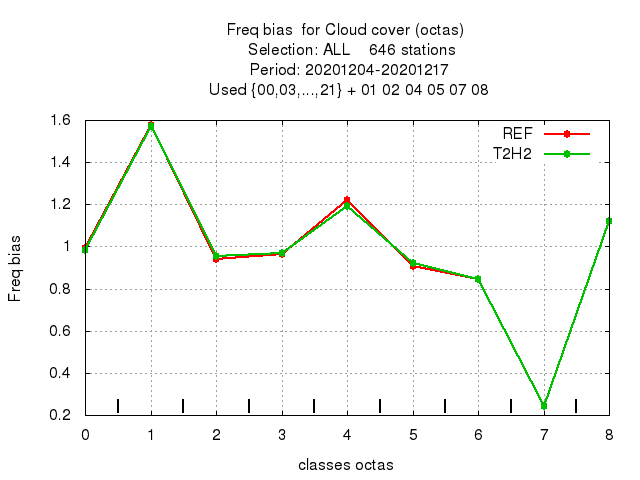 Freq bias  for Cloud cover (octas)
Selection: ALL    646 stations
Period: 20201204-20201217
Used {00,03,...,21} + 01 02 04 05 07 08
1.6
1.4
1.2
1
0.8
0.6
0.4
0.2
Freq bias
REF
T2H2
0 1 2 3 4 5 6 7 8
classes octas